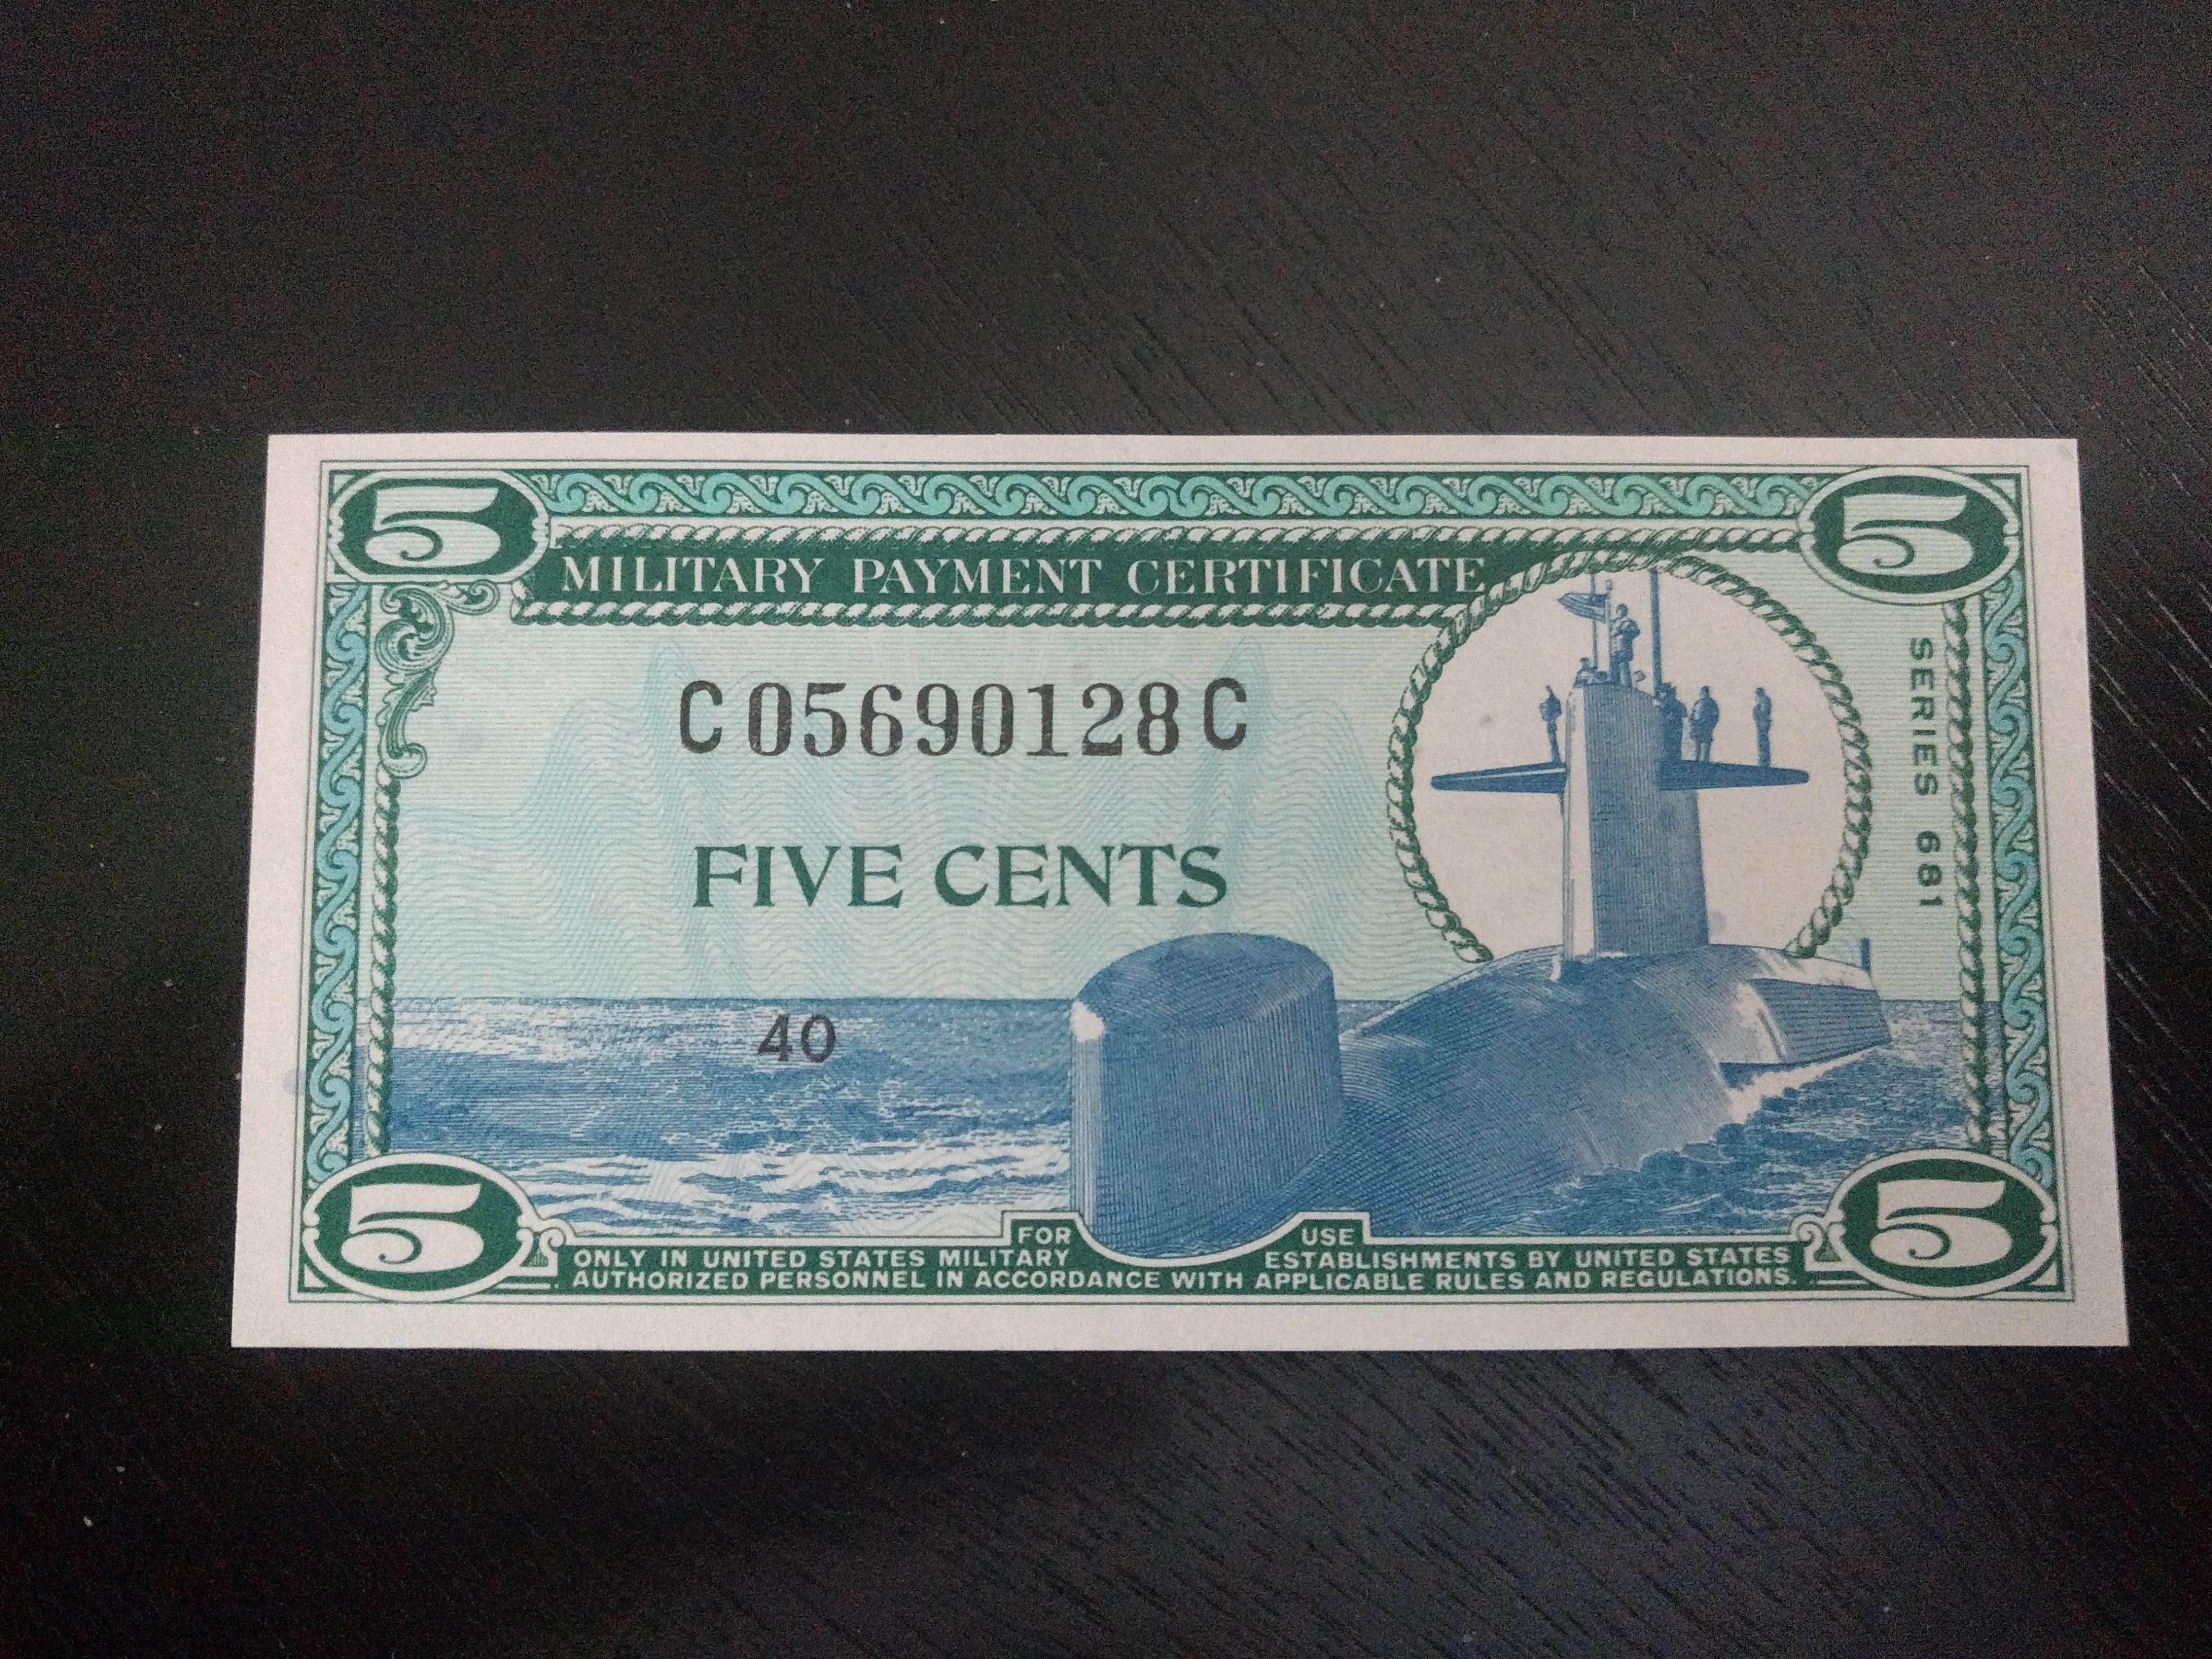 5 5
MILITARY PAYMENT CERTIFICATE
SERIES 681
C05690128C
FIVE CENTS
40
5 5
FOR USE
ONLY IN UNITED STATES MILITARY ESTABLISHMENTS BY UNITED STATES
AUTHORIZED PERSONNEL IN ACCORDANCE WITH APPLICABLE RULES AND REGULATIONS.